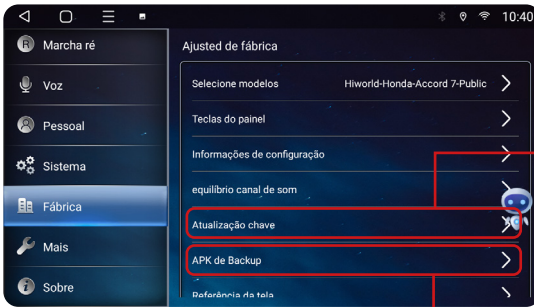 10:40
Marcha ré
Voz
Pessoal
Sistema
Fábrica
Mais
Sobre
Ajusted de fábrica
Selecione modelos Hiworld-Honda-Accord 7-Public
Teclas do painel
Informações de configuração
equilíbrio canal de som
Atualização chave
APK de Backup
Referência da tela